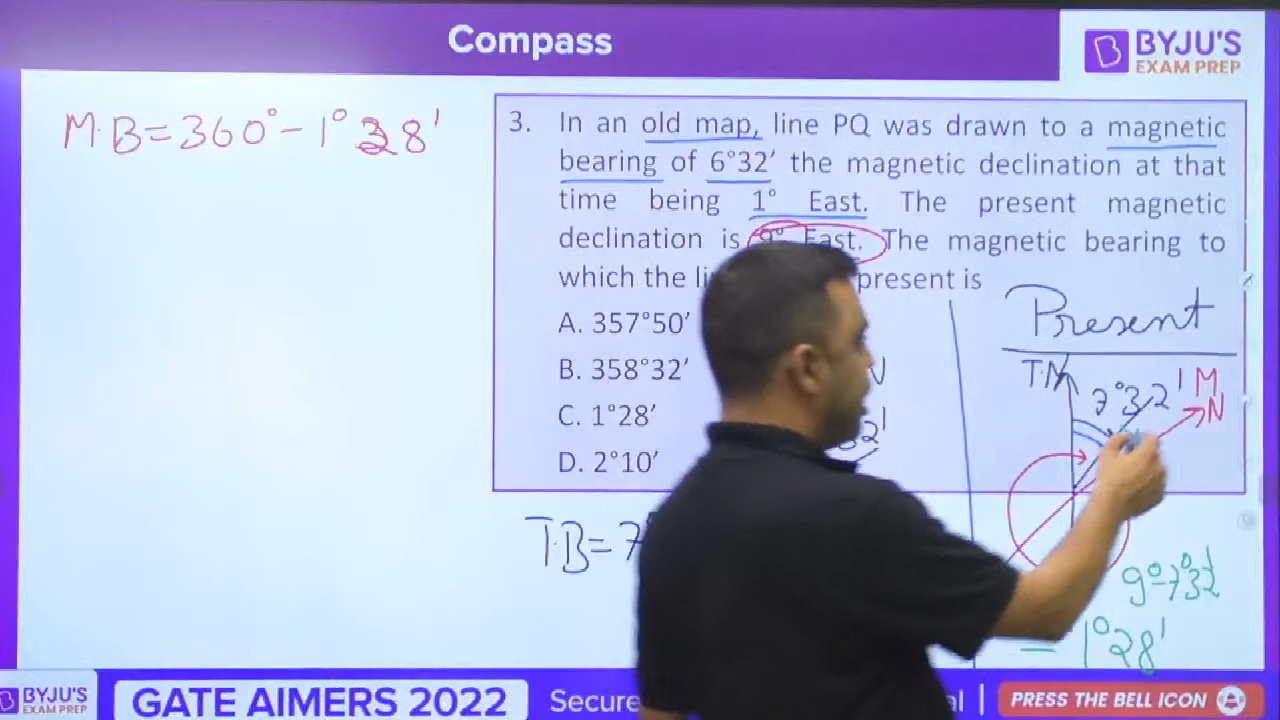 Compass
BYJU'S
EXAM PREP
M.B=360°-1°28'
3. In an old map, line PQ was drawn to a magnetic
bearing of 6°32′ the magnetic declination at that
time being 1° East. The present magnetic
declination is 9° East. The magnetic bearing to
which the present is
A. 357°50′
B. 358°32′
C. 1°28′
D. 2°10′
Present
T.N
7°32'
M
N
N
32'
T.B=7
9°-7°32'
= 1°28'
BYJU'S
EXAM PREP
GATE AIMERS 2022
Secure
PRESS THE BELL ICON